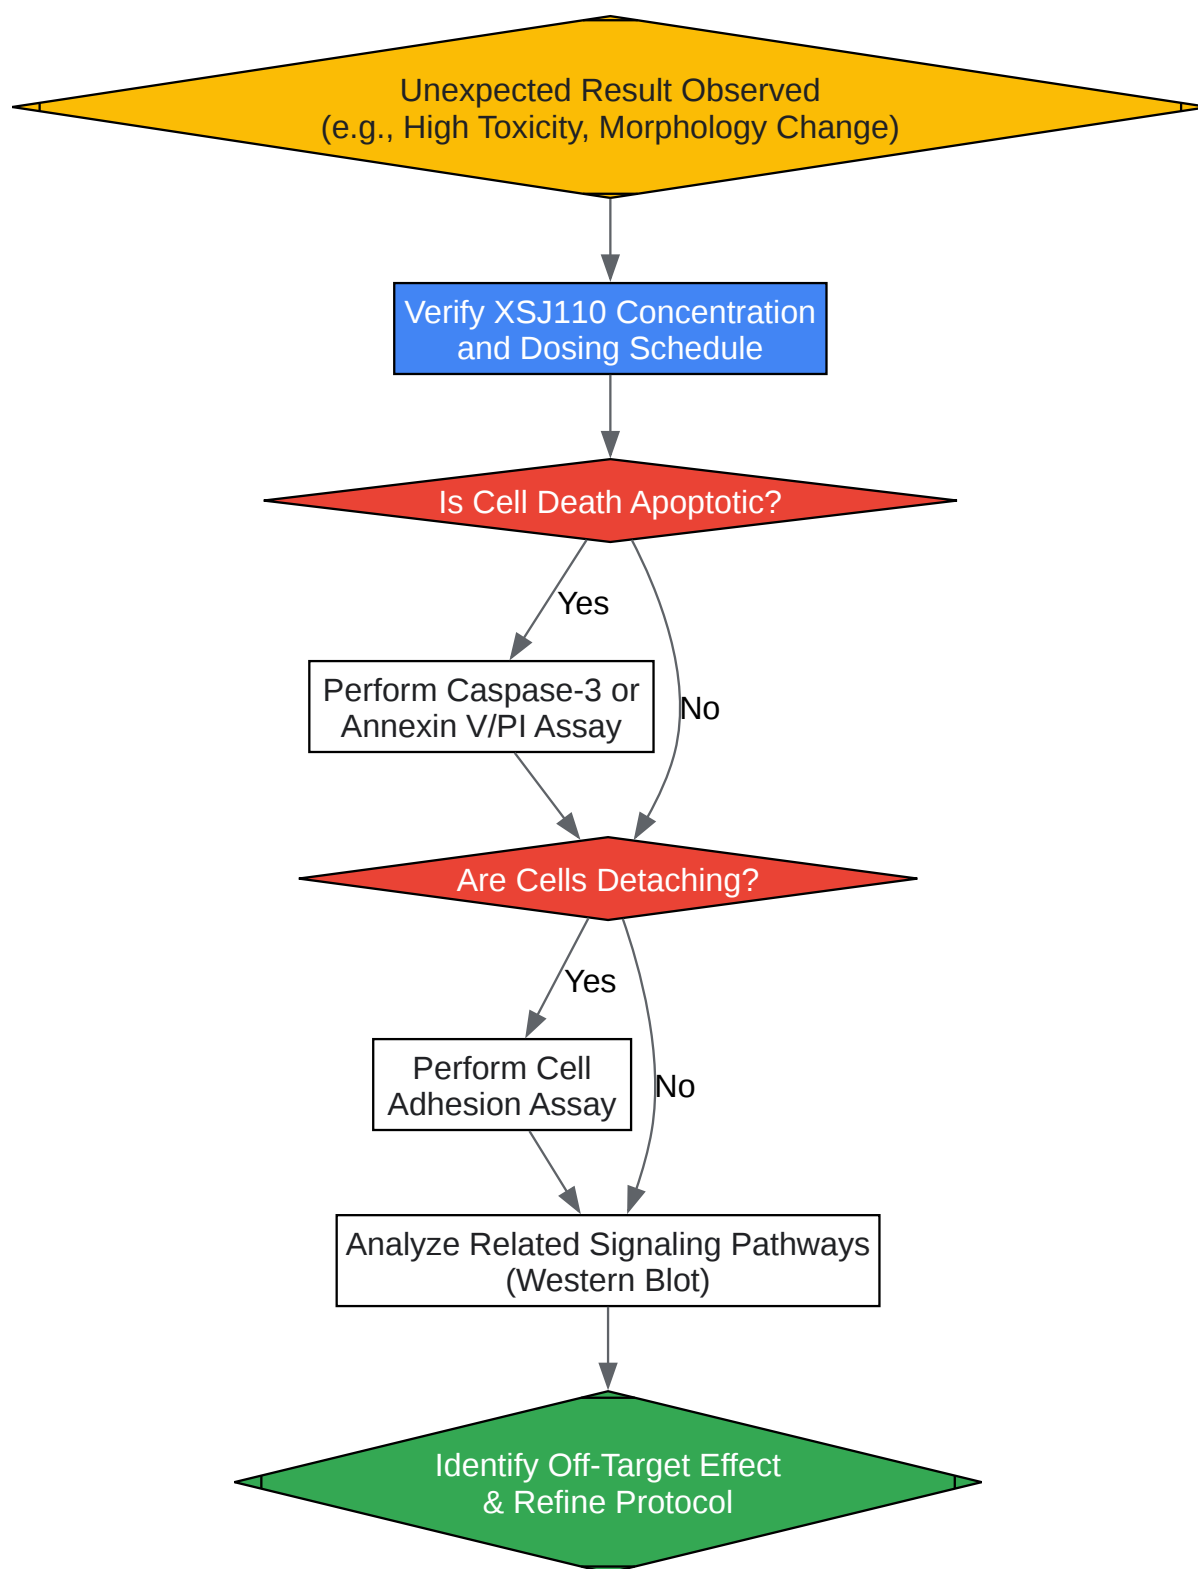 Unexpected Result Observed
(e.g., High Toxicity, Morphology Change)
Verify XSJ110 Concentration
and Dosing Schedule
Is Cell Death Apoptotic?
Yes
Perform Caspase-3 or
Annexin V/PI Assay
No
Are Cells Detaching?
Yes
Perform Cell
Adhesion Assay
No
Analyze Related Signaling Pathways
(Western Blot)
Identify Off-Target Effect
& Refine Protocol